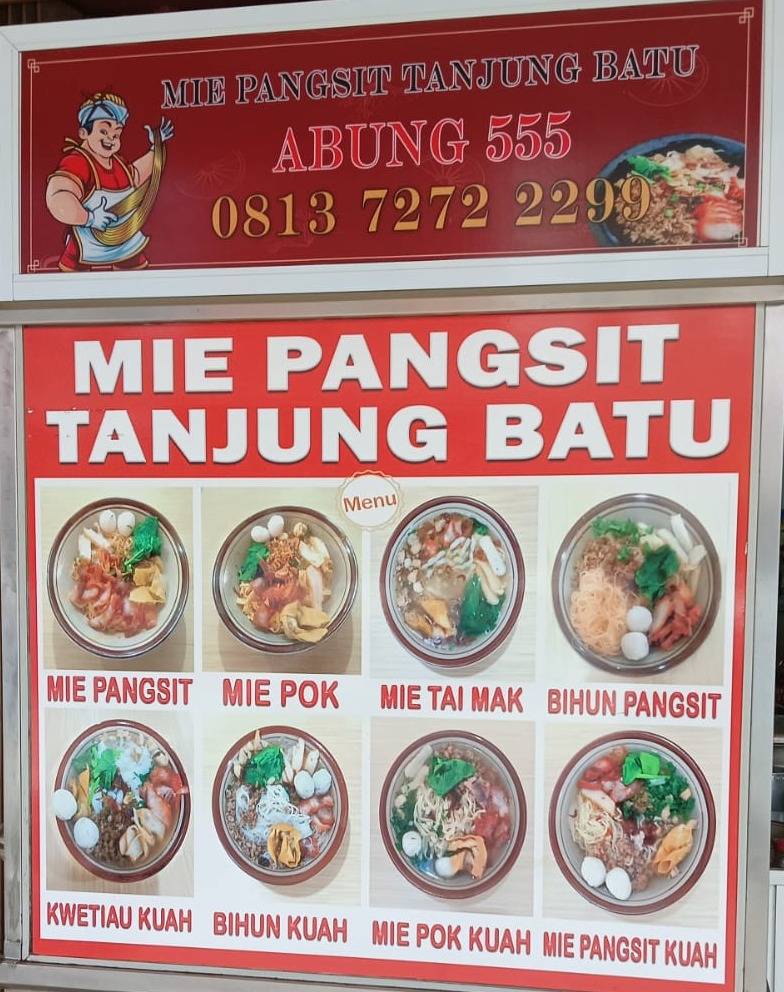 MIE PANGSIT TANJUNG BATU
ABUNG 555
0813 7272 2299
MIE PANGSIT
TANJUNG BATU
Menu
MIE PANGSIT
MIE POK
MIE TAI MAK
BIHUN PANGSIT
KWETIAU KUAH
BIHUN KUAH
MIE POK KUAH
MIE PANGSIT KUAH